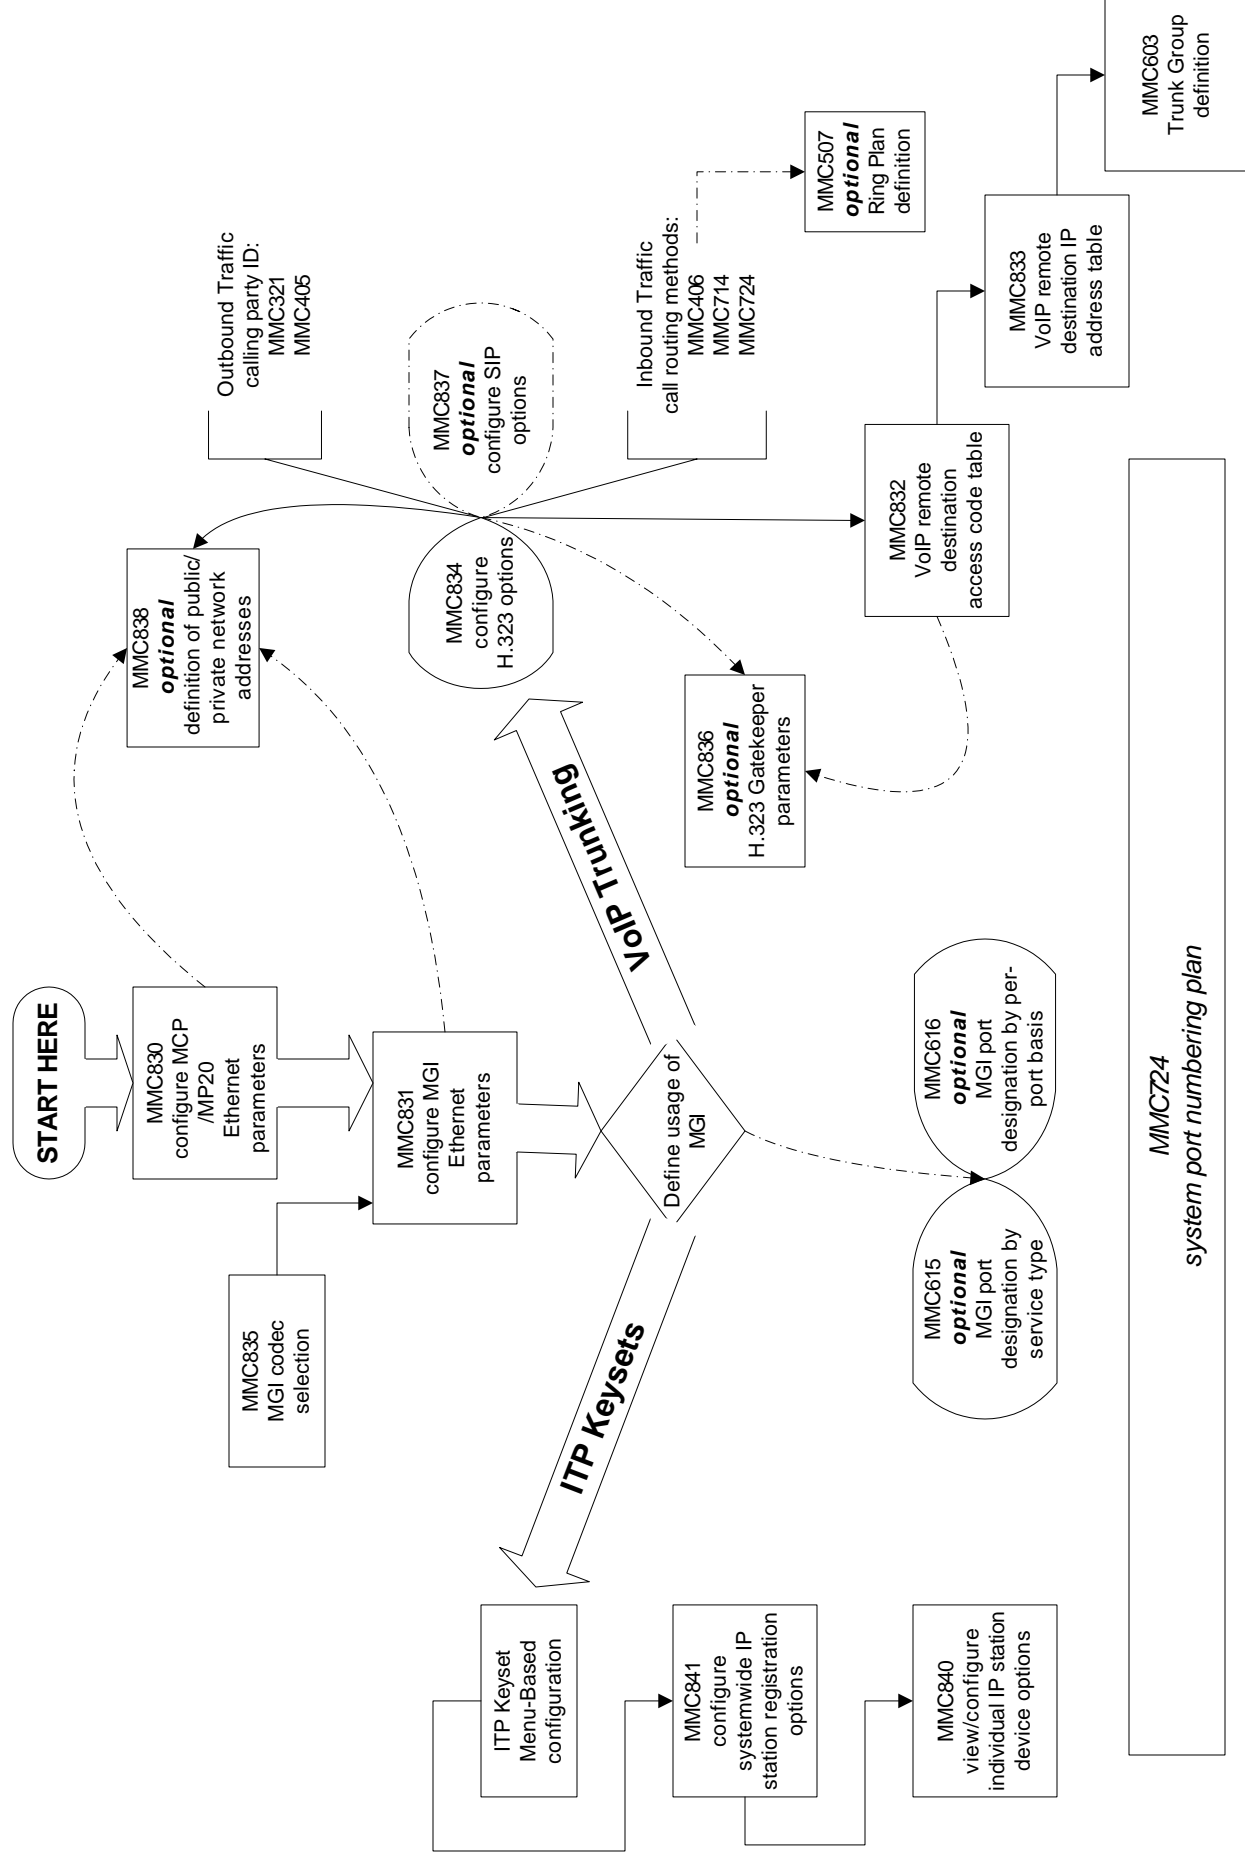 START HERE
MMC830
configure MCP
/MP20
Ethernet
parameters
MMC835
MGI codec
selection
MMC831
configure MGI
Ethernet
parameters
MMC838
optional
definition of public/
private network
addresses
Outbound Traffic
calling party ID:
MMC321
MMC405
Define usage of
MGI
ITP Keysets
VoIP Trunking
MMC834
configure
H.323 options
MMC837
optional
configure SIP
options
ITP Keyset
Menu-Based
configuration
MMC841
configure
systemwide IP
station registration
options
MMC840
view/configure
individual IP station
device options
MMC615
optional
MGI port
designation by
service type
MMC616
optional
MGI port
designation by per-
port basis
MMC836
optional
H.323 Gatekeeper
parameters
Inbound Traffic
call routing methods:
MMC406
MMC714
MMC724
MMC507
optional
Ring Plan
definition
MMC832
VoIP remote
destination
access code table
MMC833
VoIP remote
destination IP
address table
MMC603
Trunk Group
definition
MMC724
system port numbering plan